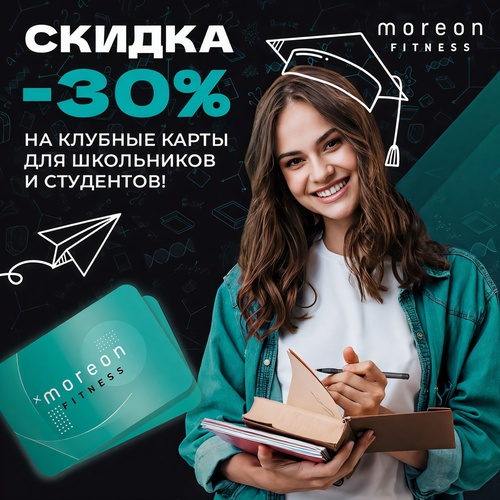 СКИДКА
-30%
НА КЛУБНЫЕ КАРТЫ
ДЛЯ ШКОЛЬНИКОВ
И СТУДЕНТОВ!
moreon
FITNESS
moreon
FITNESS